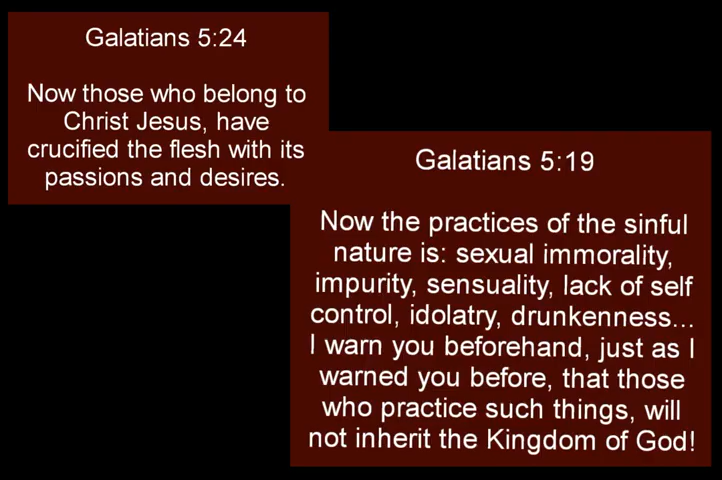 Galatians 5:24
Now those who belong to
Christ Jesus, have
crucified the flesh with its
passions and desires.
Galatians 5:19
Now the practices of the sinful
nature is: sexual immorality,
impurity, sensuality, lack of self
control, idolatry, drunkenness...
I warn you beforehand, just as I
warned you before, that those
who practice such things, will
not inherit the Kingdom of God!